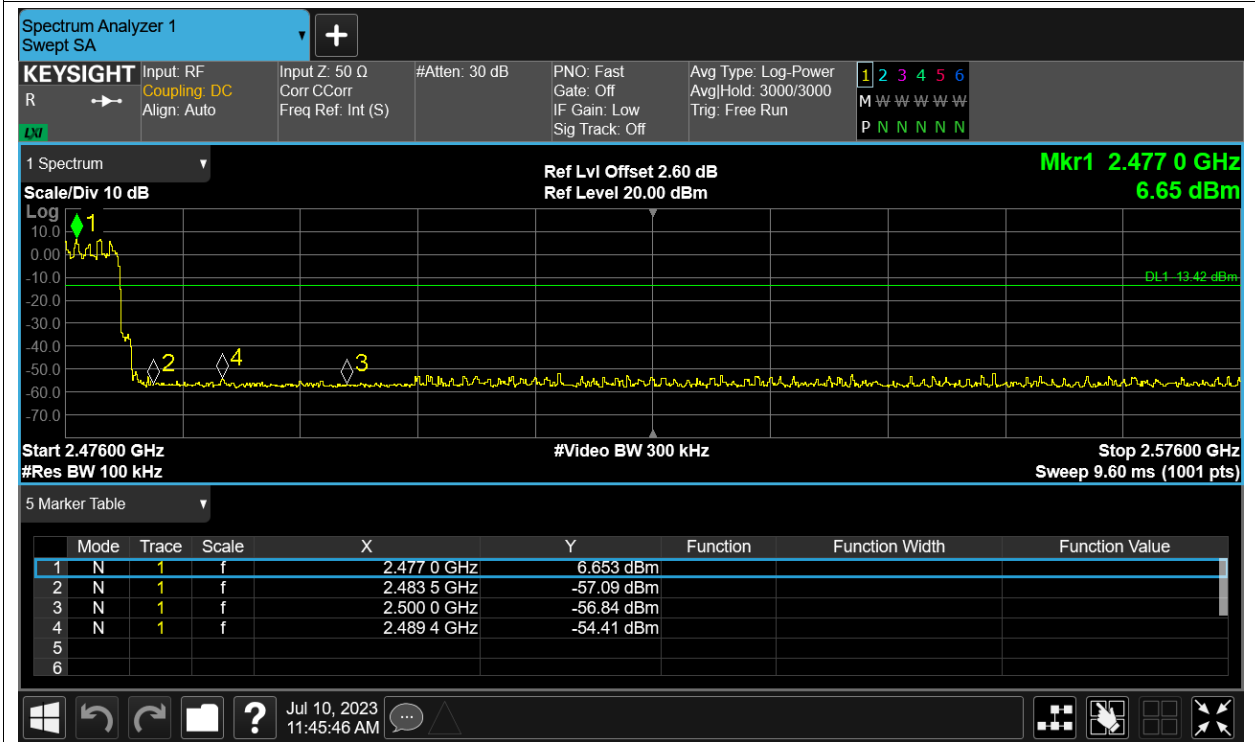 Spectrum Analyzer 1
Swept SA
KEYSIGHT Input: RF Input Z: 50 Ω #Atten: 30 dB PNO: Fast Avg Type: Log-Power 1 2 3 4 5 6
R Coupling: DC Corr CCorr Gate: Off Avg|Hold: 3000/3000 M W W W W W W
Align: Auto Freq Ref: Int (S) IF Gain: Low Trig: Free Run
LXI Sig Track: Off P N N N N N N
1 Spectrum Ref Lvl Offset 2.60 dB Mkr1 2.477 0 GHz
Scale/Div 10 dB Ref Level 20.00 dBm 6.65 dBm
Log
1
10.0
0.00
-10.0
DL1 -13.42 dBm
-20.0
-30.0
-40.0
2 4 3
-50.0
-60.0
-70.0
Start 2.47600 GHz #Video BW 300 kHz Stop 2.57600 GHz
#Res BW 100 kHz Sweep 9.60 ms (1001 pts)
5 Marker Table
Mode Trace Scale X Y Function Function Width Function Value
1 N 1 f 2.477 0 GHz 6.653 dBm
2 N 1 f 2.483 5 GHz -57.09 dBm
3 N 1 f 2.500 0 GHz -56.84 dBm
4 N 1 f 2.489 4 GHz -54.41 dBm
5
6
? Jul 10, 2023
11:45:46 AM